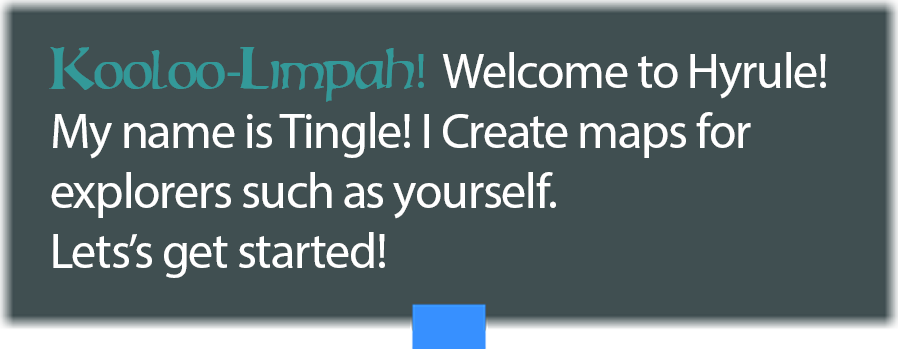 Kooloo-Limpah! Welcome to Hyrule!
My name is Tingle! I Create maps for
explorers such as yourself.
Lets’s get started!